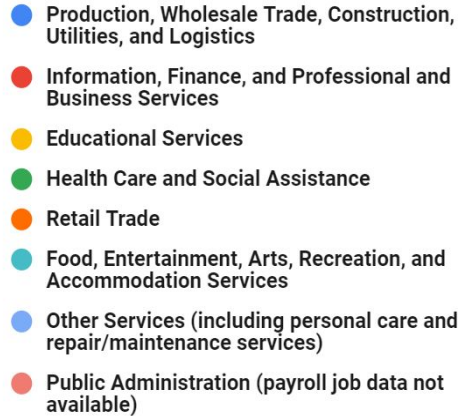 Production, Wholesale Trade, Construction,
Utilities, and Logistics
Information, Finance, and Professional and
Business Services
Educational Services
Health Care and Social Assistance
Retail Trade
Food, Entertainment, Arts, Recreation, and
Accommodation Services
Other Services (including personal care and
repair/maintenance services)
Public Administration (payroll job data not
available)